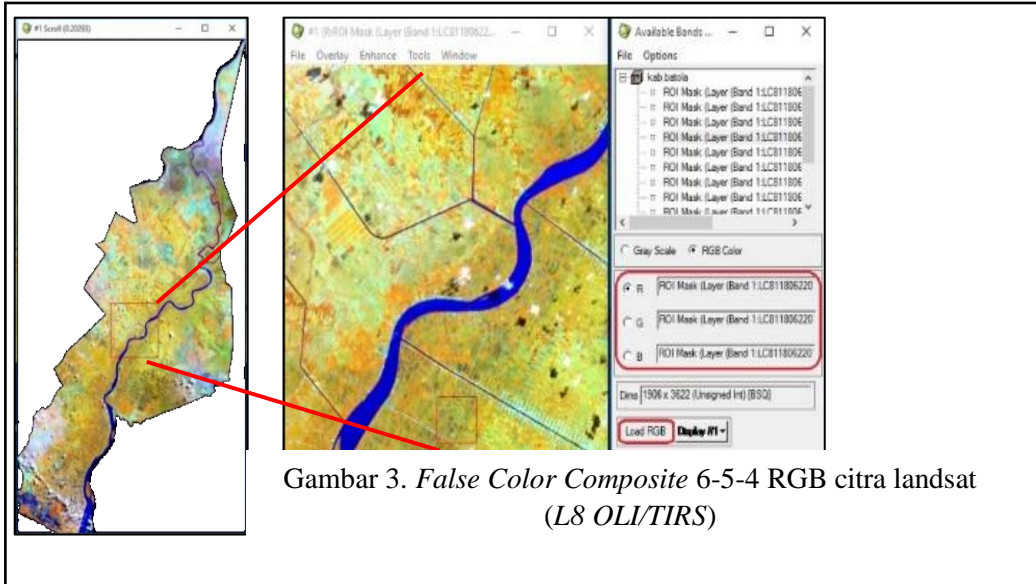 #1 Scroll (0.20293)
#1 (R:ROI Mask (Layer (Band 1:LC81180622...
File Overlay Enhance Tools Window
Available Bands ...
File Options
kab.batola
ROI Mask (Layer (Band 1:LC811806
ROI Mask (Layer (Band 1:LC811806
ROI Mask (Layer (Band 1:LC811806
ROI Mask (Layer (Band 1:LC811806
ROI Mask (Layer (Band 1:LC811806
ROI Mask (Layer (Band 1:LC811806
ROI Mask (Layer (Band 1:LC811806
ROI Mask (Layer (Band 1:LC811806
ROI Mask (Layer (Band 1:LC811806
Gray Scale RGB Color
R ROI Mask (Layer (Band 1:LC811806220
G ROI Mask (Layer (Band 1:LC811806220
B ROI Mask (Layer (Band 1:LC811806220
Dims 1906 x 3622 (Unsigned Int) [BSQ]
Load RGB Display #1
Gambar 3. False Color Composite 6-5-4 RGB citra landsat
(L8 OLI/TIRS)